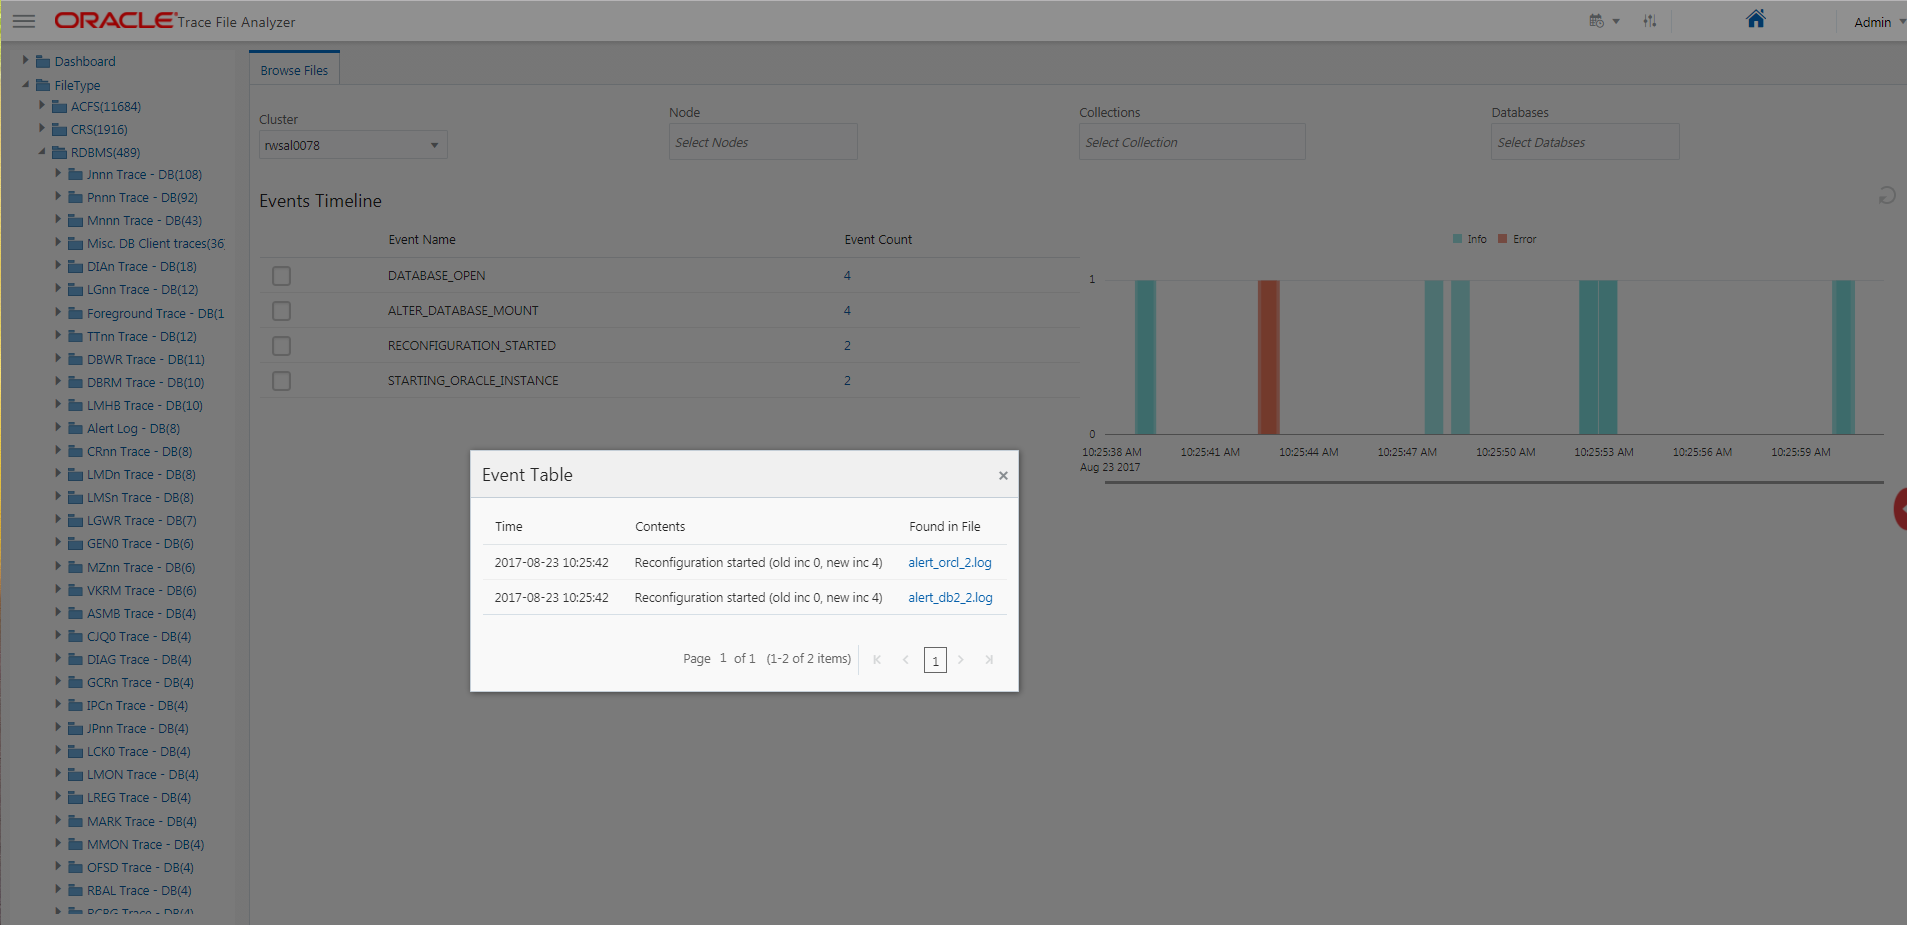 ORACLE Trace File Analyzer
Admin
Dashboard
FileType
ACFS(11684)
CRS(1916)
RDBMS(489)
Jnnn Trace - DB(108)
Pnnn Trace - DB(92)
Mnnn Trace - DB(43)
Misc. DB Client traces(36
DIAn Trace - DB(18)
LGnn Trace - DB(12)
Foreground Trace - DB(1
TTnn Trace - DB(12)
DBWR Trace - DB(11)
DBRM Trace - DB(10)
LMHB Trace - DB(10)
Alert Log - DB(8)
CRnn Trace - DB(8)
LMDn Trace - DB(8)
LMSn Trace - DB(8)
LGWR Trace - DB(7)
GEN0 Trace - DB(6)
MZnn Trace - DB(6)
VKRM Trace - DB(6)
ASMB Trace - DB(4)
CJQ0 Trace - DB(4)
DIAG Trace - DB(4)
GCRn Trace - DB(4)
IPCn Trace - DB(4)
JPnn Trace - DB(4)
LCK0 Trace - DB(4)
LMON Trace - DB(4)
LREG Trace - DB(4)
MARK Trace - DB(4)
MMON Trace - DB(4)
OFSD Trace - DB(4)
RBAL Trace - DB(4)
Trace - DB(4)
Browse Files
Cluster
rwsal0078
Node
Select Nodes
Collections
Select Collection
Databases
Select Databses
Events Timeline
Event Name Event Count
DATABASE_OPEN 4
ALTER_DATABASE_MOUNT 4
RECONFIGURATION_STARTED 2
STARTING_ORACLE_INSTANCE 2
Info Error
1
0
10:25:38 AM 10:25:41 AM 10:25:44 AM 10:25:47 AM 10:25:50 AM 10:25:53 AM 10:25:56 AM 10:25:59 AM
Aug 23 2017
Event Table ×
Time Contents Found in File
2017-08-23 10:25:42 Reconfiguration started (old inc 0, new inc 4) alert_orcl_2.log
2017-08-23 10:25:42 Reconfiguration started (old inc 0, new inc 4) alert_db2_2.log
Page 1 of 1 (1-2 of 2 items) 1